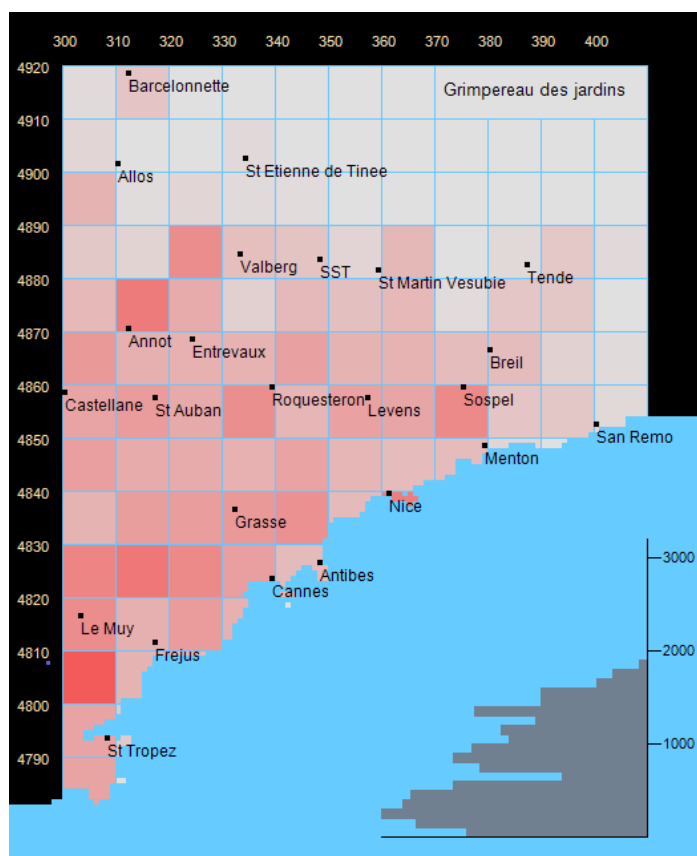 300 310 320 330 340 350 360 370 380 390 400
4920
Barcelonnette
Grimpereau des jardins
4910
4900
Allos
St Etienne de Tinee
4890
Valberg
SST
St Martin Vesubie
Tende
4880
4870
Annot
Entrevaux
Breil
4860
Castellane
St Auban
Roquesteron
Levens
Sospel
4850
San Remo
Menton
4840
Nice
Grasse
4830
3000
Antibes
Cannes
4820
Le Muy
2000
4810
Frejus
4800
1000
St Tropez
4790